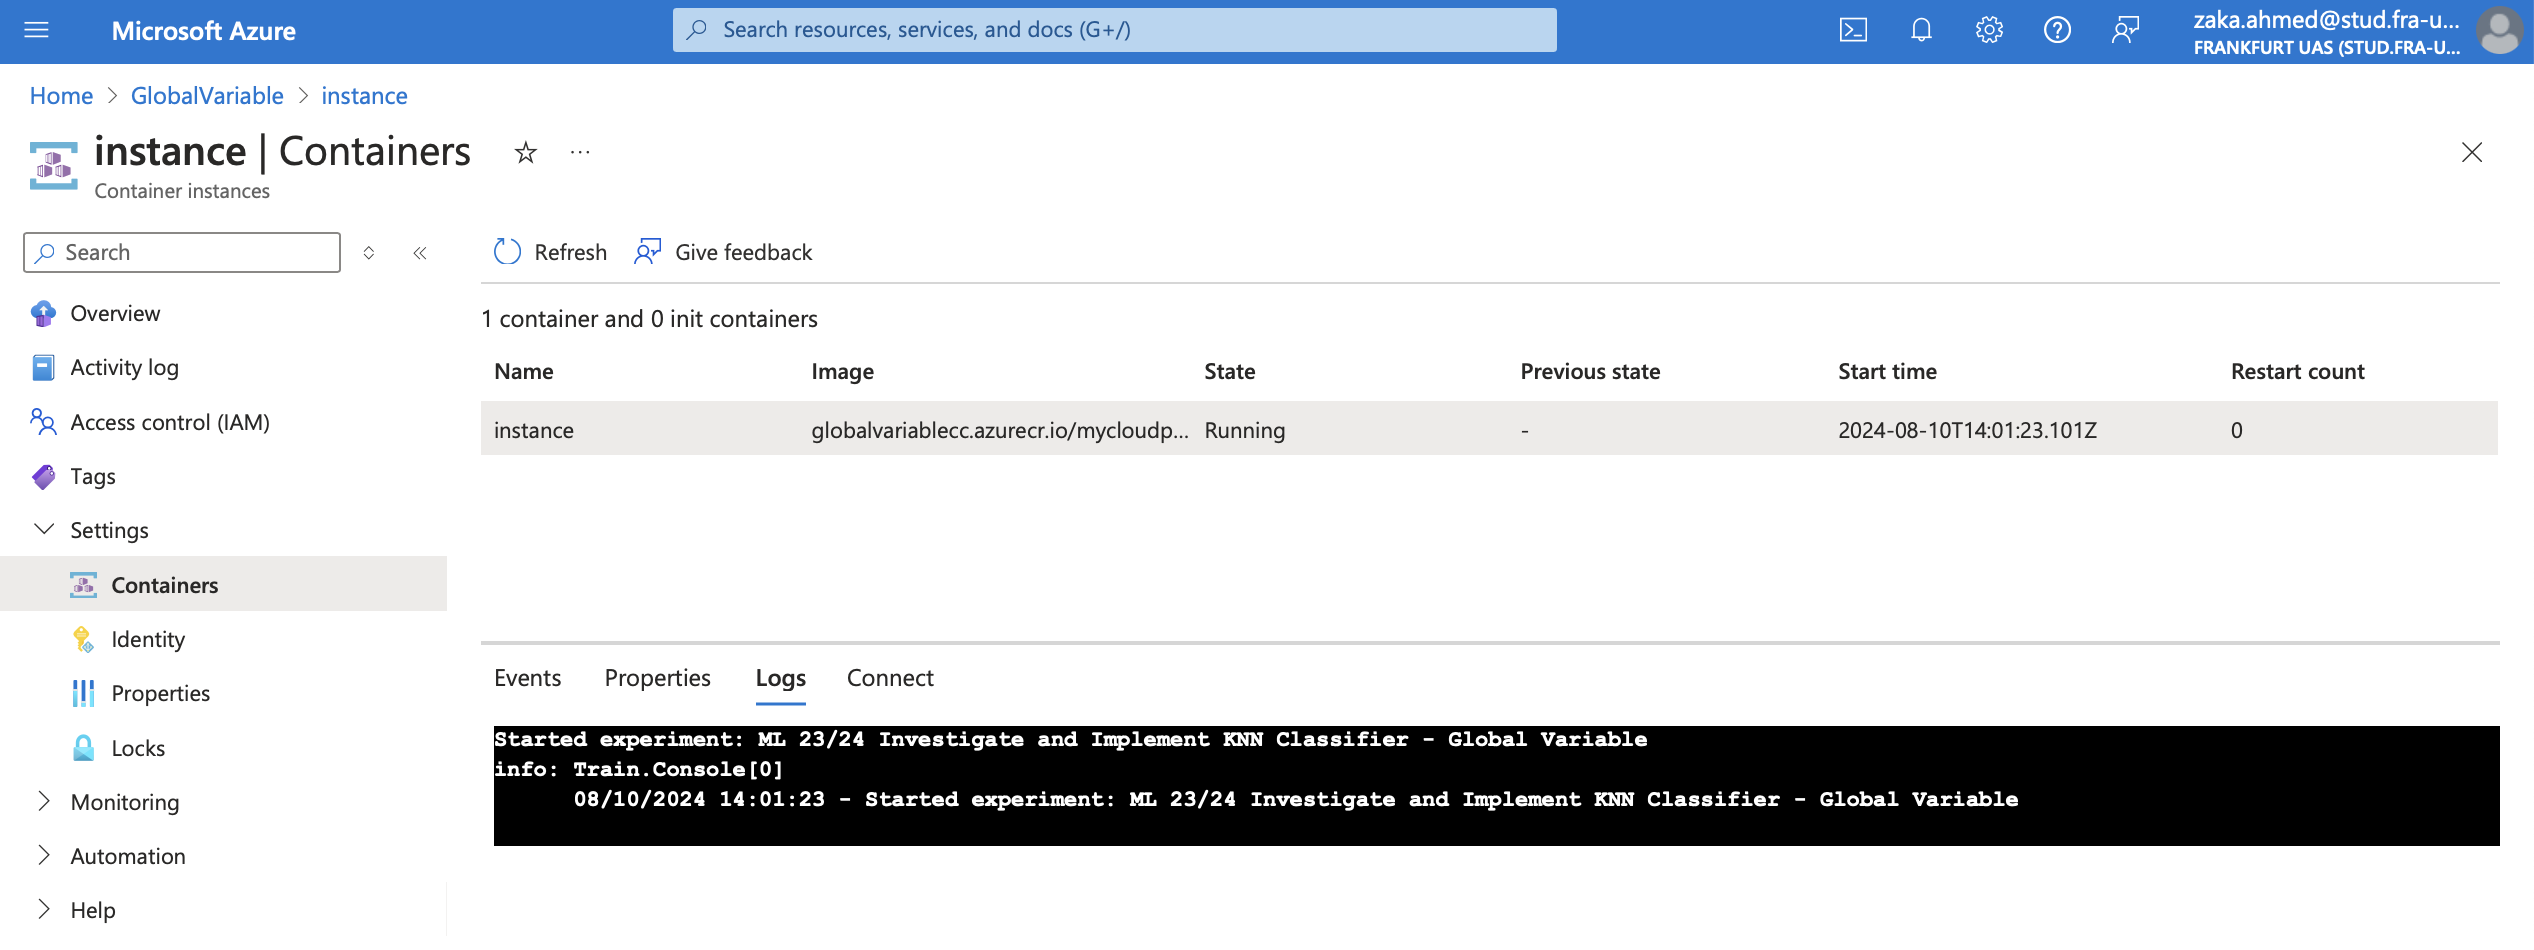 Microsoft Azure
Search resources, services, and docs (G+/)
zaka.ahmed@stud.fra-u...
FRANKFURT UAS (STUD.FRA-U...
Home > GlobalVariable > instance
instance | Containers
Container instances
Search
Refresh
Give feedback
Overview
Activity log
Access control (IAM)
Tags
Settings
Containers
Identity
Properties
Locks
Monitoring
Automation
Help
1 container and 0 init containers
Name Image State Previous state Start time Restart count
instance globalvariablecc.azurecr.io/mycloudp... Running - 2024-08-10T14:01:23.101Z 0
Events Properties Logs Connect
Started experiment: ML 23/24 Investigate and Implement KNN Classifier - Global Variable
info: Train.Console[0]
08/10/2024 14:01:23 - Started experiment: ML 23/24 Investigate and Implement KNN Classifier - Global Variable